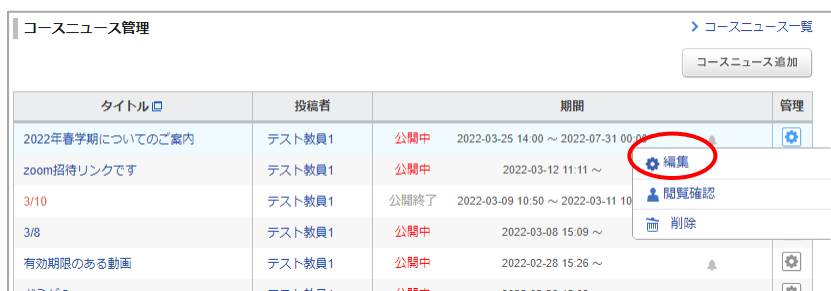 コースニュース管理
コースニュース一覧
コースニュース追加
タイトル 投稿者 期間 管理
2022年春学期についてのご案内 テスト教員1 公開中 2022-03-25 14:00 ～ 2022-07-31 00:00
zoom招待リンクです テスト教員1 公開中 2022-03-12 11:11 ～
3/10 テスト教員1 公開終了 2022-03-09 10:50 ～ 2022-03-11 10
3/8 テスト教員1 公開中 2022-03-08 15:09 ～
有効期限のある動画 テスト教員1 公開中 2022-02-28 15:26 ～
編集
閲覧確認
削除